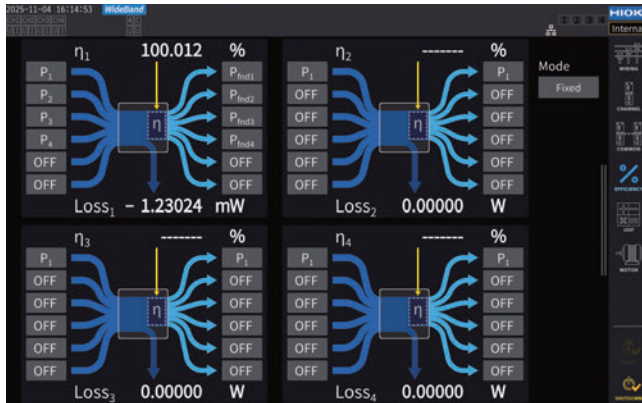 2025-11-04 16:14:53 WideBand
HIOKI
Internal
η1 100.012 %
P1 Pfnd1
P2 Pfnd2
P3 η Pfnd3
P4 Pfnd4
OFF OFF
OFF OFF
Loss1 - 1.23024 mW
η2 ------- %
P1 P1
OFF OFF
OFF η OFF
OFF OFF
OFF OFF
OFF OFF
Loss2 0.00000 W
η3 ------- %
P1 P1
OFF OFF
OFF η OFF
OFF OFF
OFF OFF
OFF OFF
Loss3 0.00000 W
η4 ------- %
P1 P1
OFF OFF
OFF η OFF
OFF OFF
OFF OFF
OFF OFF
Loss4 0.00000 W
Mode
Fixed
WIRING
CHANNEL
COMMON
%
EFFICIENCY
UDF
MOTOR